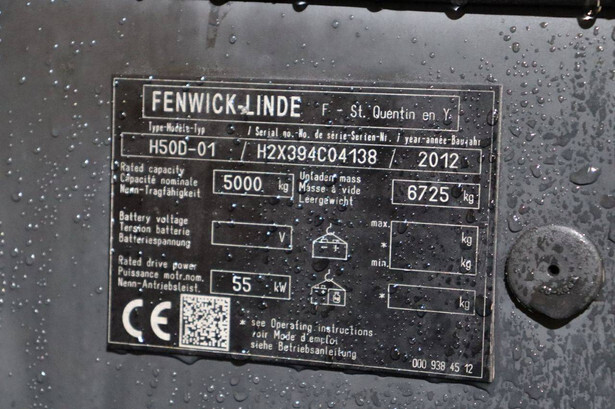 FENWICK-LINDE F - St. Quentin en Y.
Type-Modèle-Typ / Serial no.-No. de série-Serien-Nr. / year-année-Baujahr
H50D-01 / H2X394C04138 / 2012
Rated capacity
Capacité nominale
Nenn-Tragfähigkeit
5000 kg
Unladen mass
Masse à vide
Leergewicht
6725 kg
Battery voltage
Tension batterie
Batteriespannung
V
- +
max.
kg
*
min.
kg
Rated drive power
Puissance motr.nom.
Nenn-Antriebsleist.
55 kW
* kg
CE
* see Operating instructions
voir Mode d'emploi
siehe Betriebsanleitung
000 938 45 12